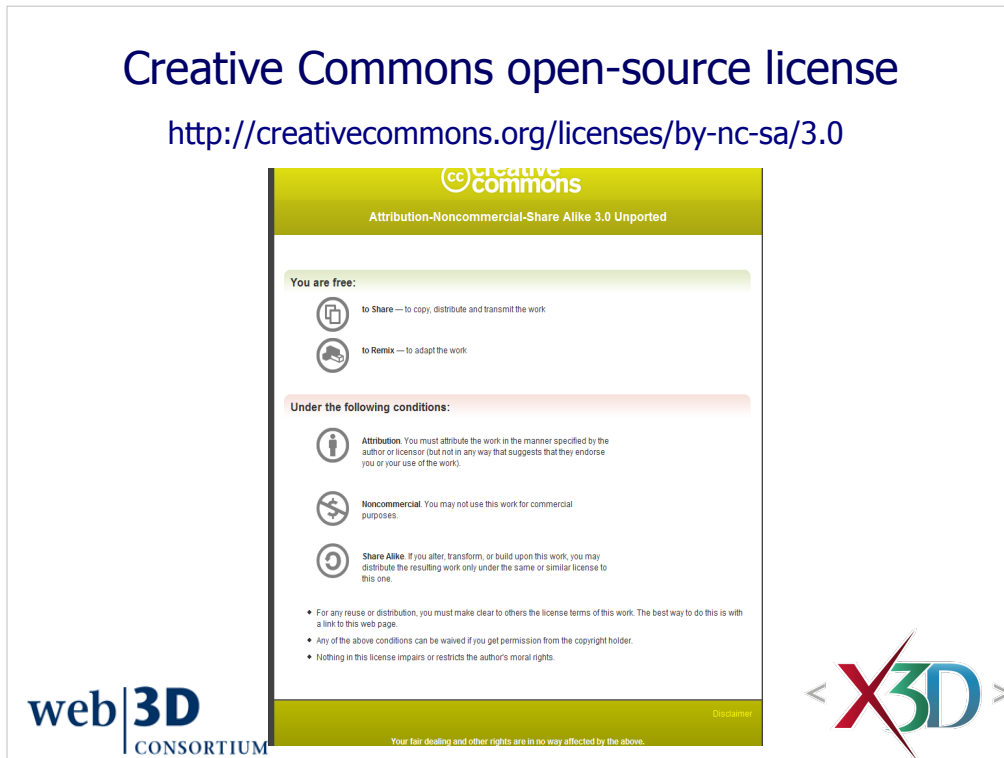 Creative Commons open-source license
http://creativecommons.org/licenses/by-nc-sa/3.0
cc creative
commons
Attribution-Noncommercial-Share Alike 3.0 Unported
You are free:
to Share — to copy, distribute and transmit the work
to Remix — to adapt the work
Under the following conditions:
Attribution. You must attribute the work in the manner specified by the
author or licensor (but not in any way that suggests that they endorse
you or your use of the work).
Noncommercial. You may not use this work for commercial
purposes.
Share Alike. If you alter, transform, or build upon this work, you may
distribute the resulting work only under the same or similar license to
this one.
◆ For any reuse or distribution, you must make clear to others the license terms of this work. The best way to do this is with
a link to this web page.
◆ Any of the above conditions can be waived if you get permission from the copyright holder.
◆ Nothing in this license impairs or restricts the author's moral rights.
Disclaimer
Your fair dealing and other rights are in no way affected by the above.
web|3D
CONSORTIUM
<X3D>